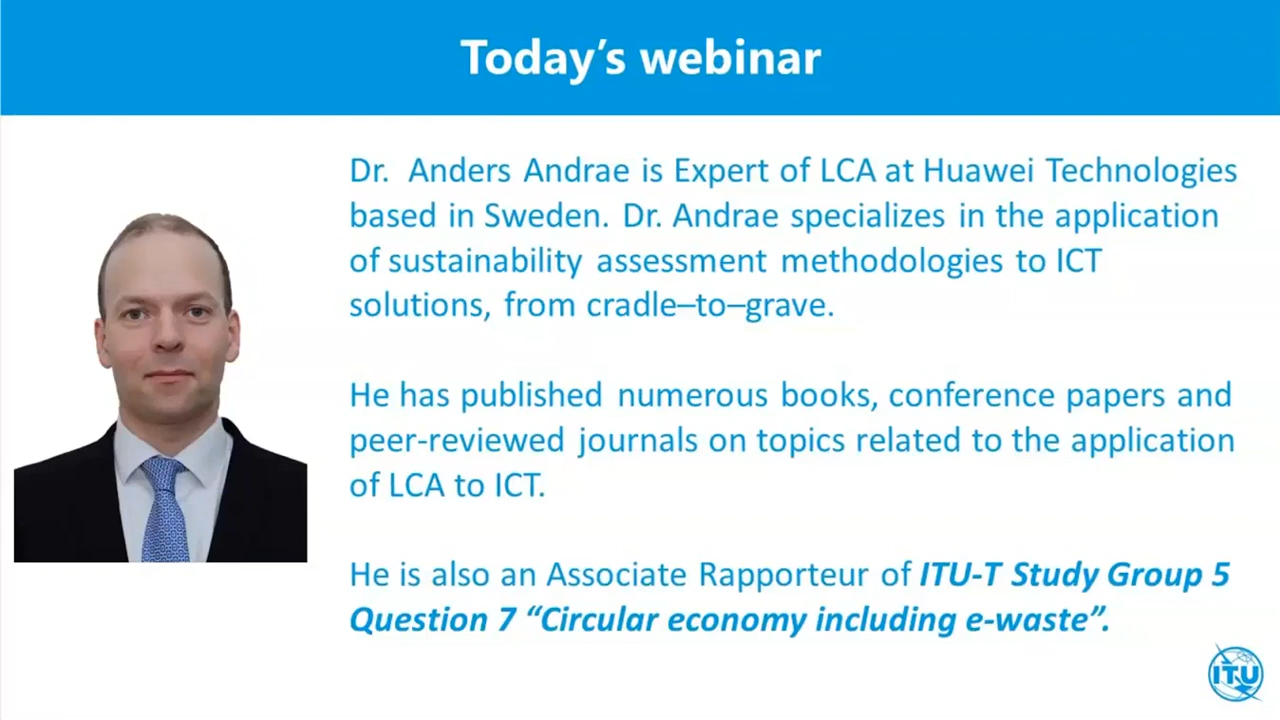 Today’s webinar
Dr. Anders Andrae is Expert of LCA at Huawei Technologies
based in Sweden. Dr. Andrae specializes in the application
of sustainability assessment methodologies to ICT
solutions, from cradle–to–grave.
He has published numerous books, conference papers and
peer-reviewed journals on topics related to the application
of LCA to ICT.
He is also an Associate Rapporteur of ITU-T Study Group 5
Question 7 “Circular economy including e-waste”.
ITU